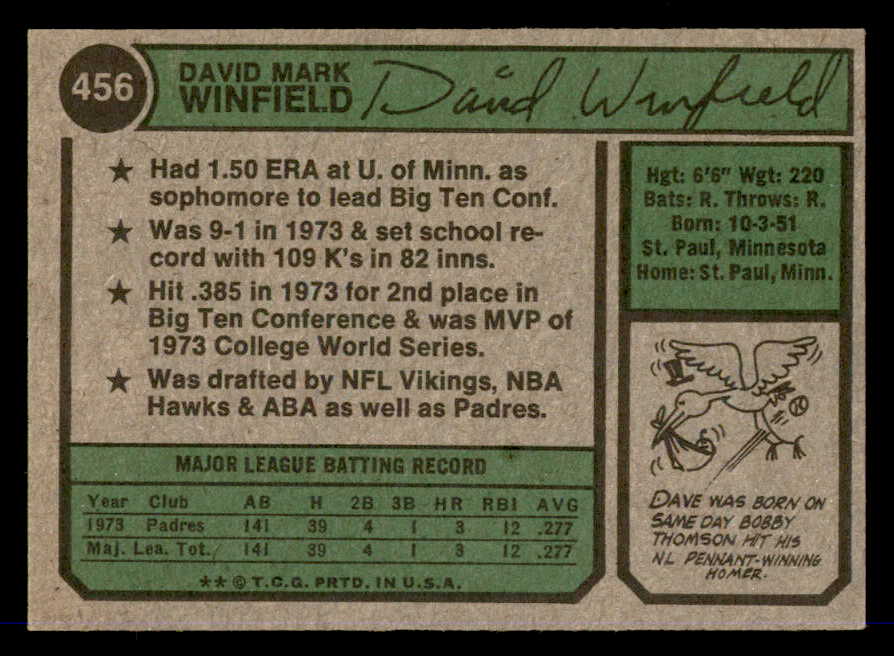 456
DAVID MARK
WINFIELD
David Winfield
★ Had 1.50 ERA at U. of Minn. as
sophomore to lead Big Ten Conf.
★ Was 9-1 in 1973 & set school re-
cord with 109 K's in 82 inns.
★ Hit .385 in 1973 for 2nd place in
Big Ten Conference & was MVP of
1973 College World Series.
★ Was drafted by NFL Vikings, NBA
Hawks & ABA as well as Padres.
Hgt: 6'6" Wgt: 220
Bats: R. Throws: R.
Born: 10-3-51
St. Paul, Minnesota
Home: St. Paul, Minn.
DAVE WAS BORN ON
SAME DAY BOBBY
THOMSON HIT HIS
NL PENNANT-WINNING
HOMER.
MAJOR LEAGUE BATTING RECORD
Year Club AB H 2B 3B HR RBI AVG
1973 Padres 141 39 4 1 3 12 .277
Maj. Lea. Tot. 141 39 4 1 3 12 .277
★★ © T.C.G. PRTD. IN U.S.A.